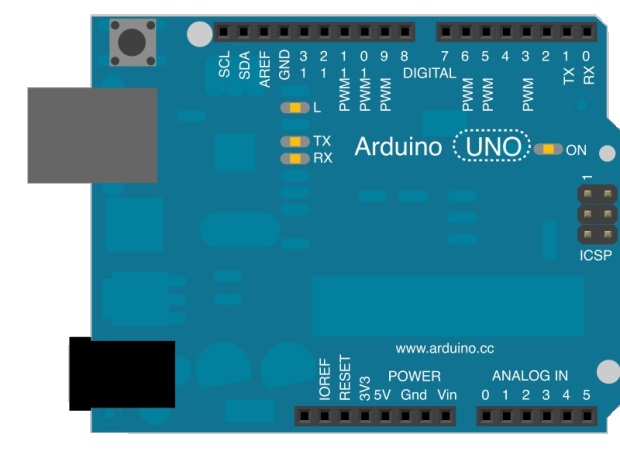 SCL SDA AREF GND 13 12 11 10 9 8 7 6 5 4 3 2 1 0
PWM PWM PWM DIGITAL PWM PWM PWM TX RX
L
TX
RX
Arduino UNO ON
1
ICSP
www.arduino.cc
POWER ANALOG IN
IOREF RESET 3V3 5V Gnd Vin 0 1 2 3 4 5